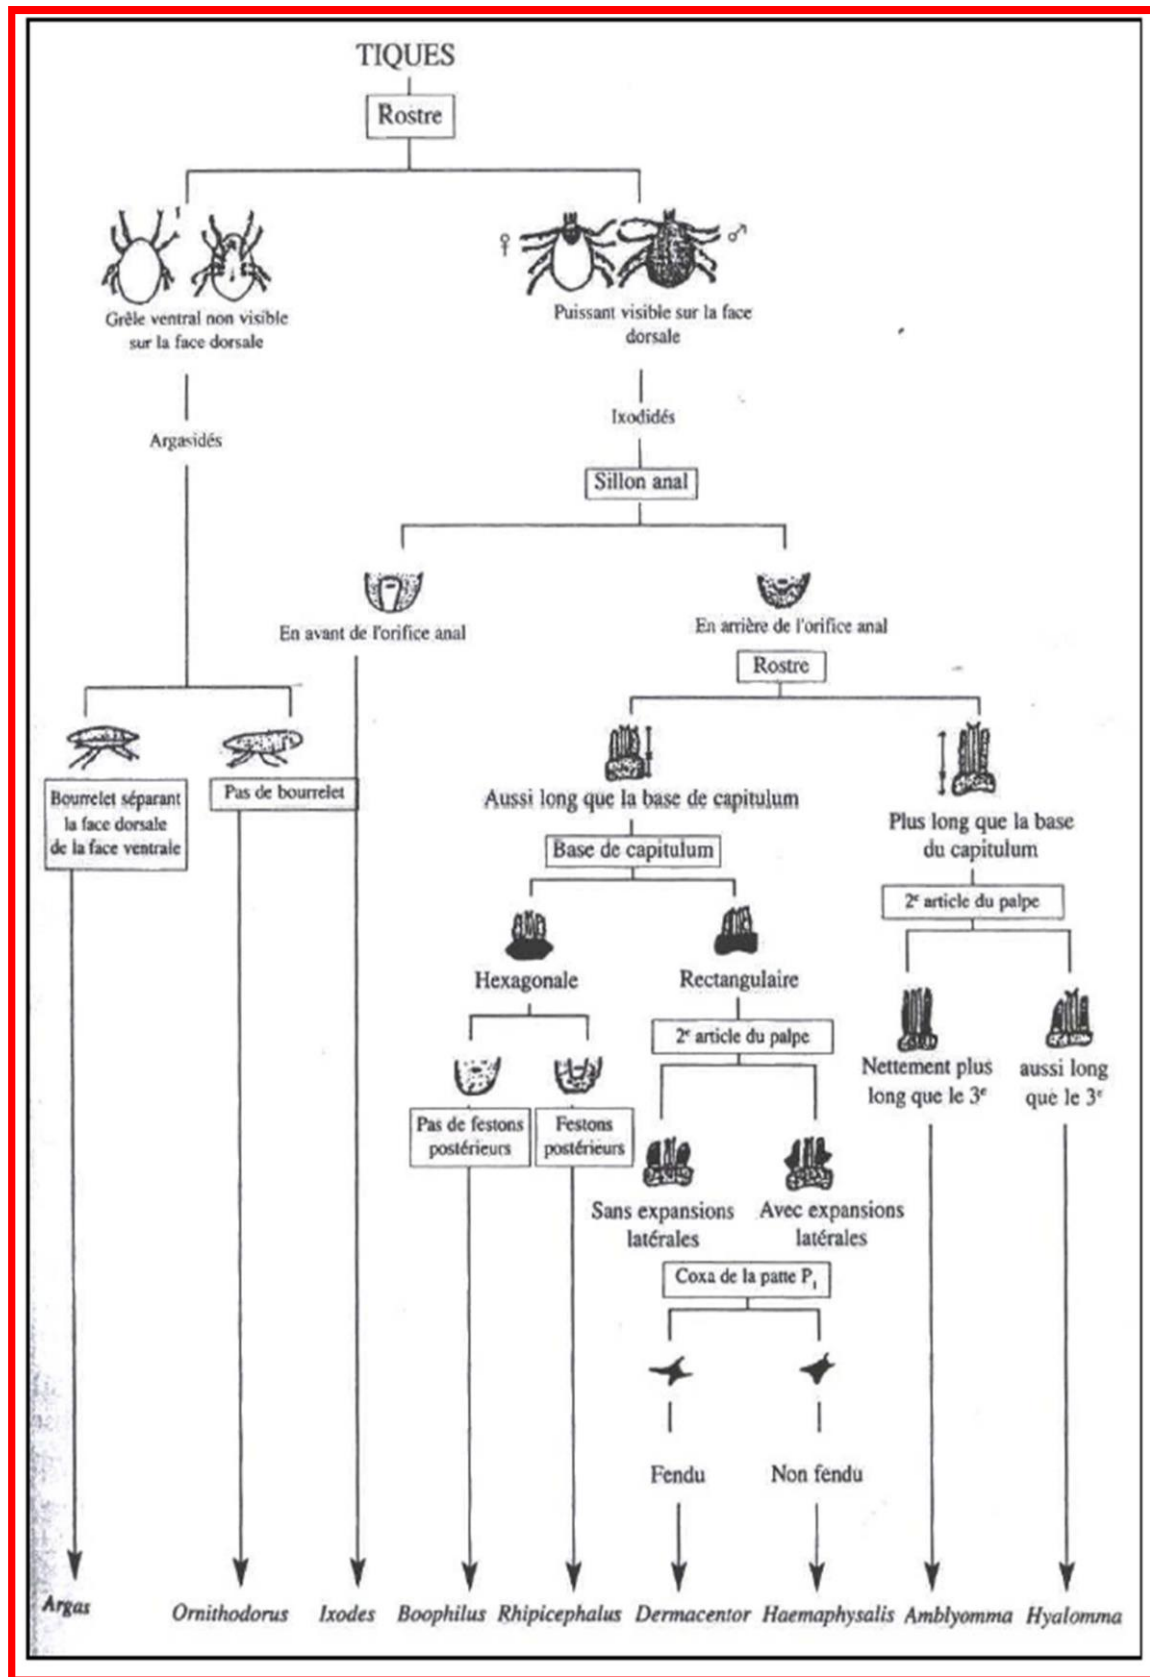 TIQUES
Rostre
♀
♂
Grêle ventral non visible
sur la face dorsale
Puissant visible sur la face
dorsale
Ixodidés
Argasidés
Sillon anal
En avant de l'orifice anal
En arrière de l'orifice anal
Rostre
Bourrelet séparant
la face dorsale
de la face ventrale
Pas de bourrelet
Aussi long que la base de capitulum
Plus long que la base
du capitulum
Base de capitulum
2e article du palpe
Hexagonale
Rectangulaire
2e article du palpe
Nettement plus
long que le 3e
aussi long
que le 3e
Pas de festons
postérieurs
Festons
postérieurs
Sans expansions
latérales
Avec expansions
latérales
Coxa de la patte P1
Fendu
Non fendu
Argas
Ornithodorus
Ixodes
Boophilus
Rhipicephalus
Dermacentor
Haemaphysalis
Amblyomma
Hyalomma